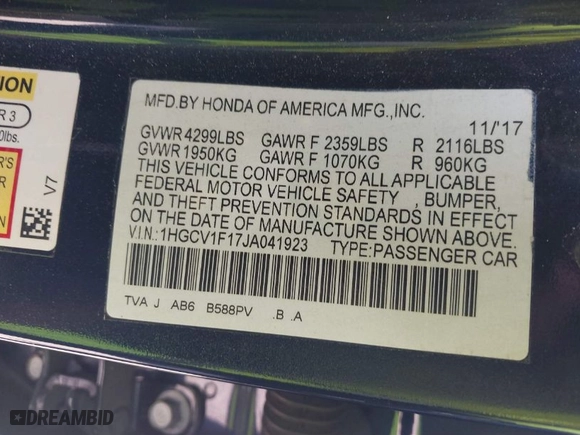 ION
R 3
0lbs.
R'S
R
V7
MFD.BY HONDA OF AMERICA MFG.,INC.
11/'17
GVWR 4299LBS GAWR F 2359LBS R 2116LBS
GVWR 1950KG GAWR F 1070KG R 960KG
THIS VEHICLE CONFORMS TO ALL APPLICABLE
FEDERAL MOTOR VEHICLE SAFETY , BUMPER,
AND THEFT PREVENTION STANDARDS IN EFFECT
ON THE DATE OF MANUFACTURE SHOWN ABOVE.
V.I.N.: 1HGCV1F17JA041923 TYPE:PASSENGER CAR
TVA J AB6 B588PV .B .A
DREAMBID